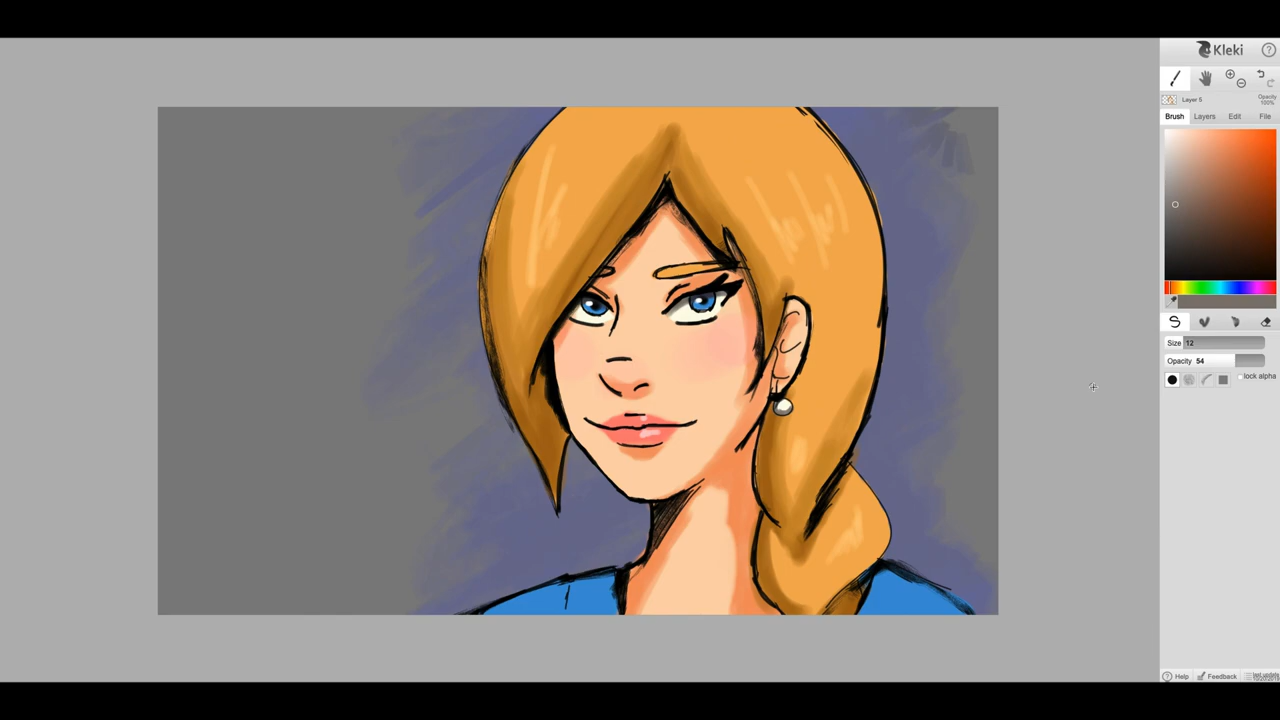 Kleki
Layer 5
Opacity
100%
Brush Layers Edit File
Size 12
Opacity 54
lock alpha
Help Feedback